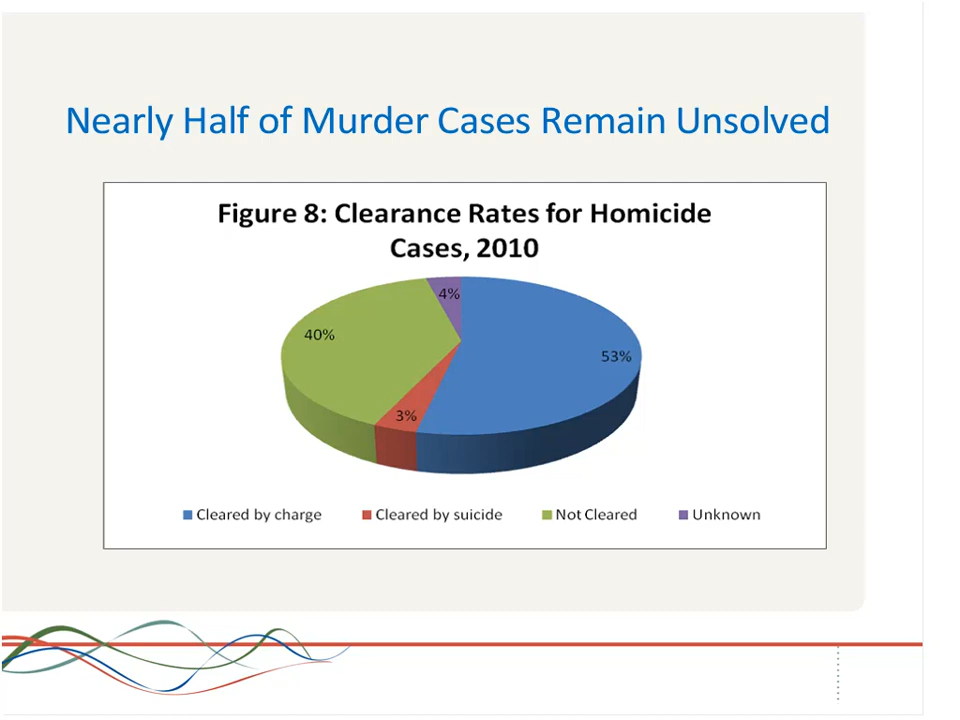 Nearly Half of Murder Cases Remain Unsolved
Figure 8: Clearance Rates for Homicide
Cases, 2010
4%
40%
53%
3%
Cleared by charge
Cleared by suicide
Not Cleared
Unknown